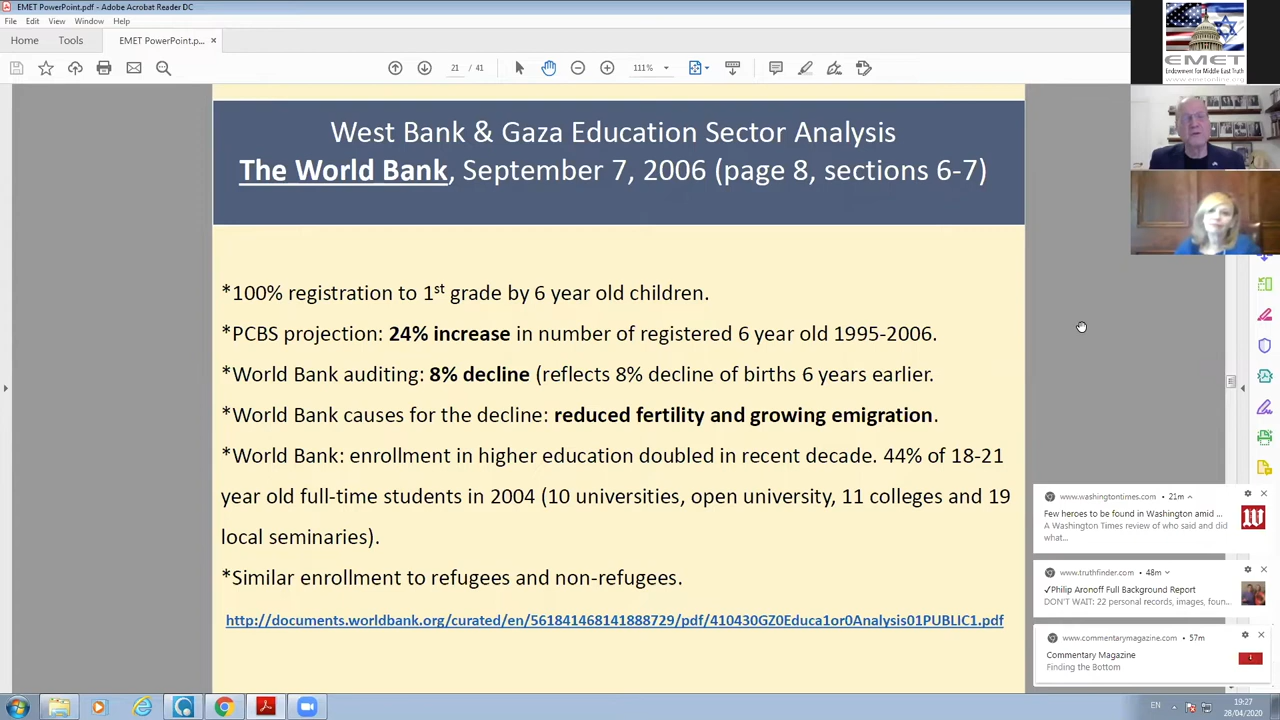 EMET PowerPoint.pdf - Adobe Acrobat Reader DC
File Edit View Window Help
Home Tools EMET PowerPoint.p... ×
21 111%
West Bank & Gaza Education Sector Analysis
The World Bank, September 7, 2006 (page 8, sections 6-7)
*100% registration to 1st grade by 6 year old children.
*PCBS projection: 24% increase in number of registered 6 year old 1995-2006.
*World Bank auditing: 8% decline (reflects 8% decline of births 6 years earlier.
*World Bank causes for the decline: reduced fertility and growing emigration.
*World Bank: enrollment in higher education doubled in recent decade. 44% of 18-21
year old full-time students in 2004 (10 universities, open university, 11 colleges and 19
local seminaries).
*Similar enrollment to refugees and non-refugees.
http://documents.worldbank.org/curated/en/561841468141888729/pdf/410430GZ0Educa1or0Analysis01PUBLIC1.pdf
EMET
Endowment for Middle East Truth
www.emetonline.org
www.washingtontimes.com • 21m
Few heroes to be found in Washington amid ...
A Washington Times review of who said and did
what...
www.truthfinder.com • 48m
✓Philip Aronoff Full Background Report
DON'T WAIT: 22 personal records, images, foun...
www.commentarymagazine.com • 57m
Commentary Magazine
Finding the Bottom
EN
19:27
28/04/2020